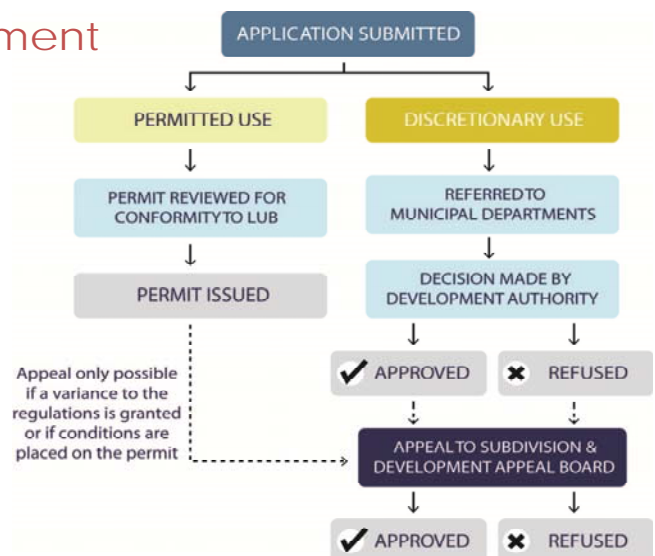 ment
APPLICATION SUBMITTED
PERMITTED USE
DISCRETIONARY USE
PERMIT REVIEWED FOR
CONFORMITY TO LUB
REFERRED TO
MUNICIPAL DEPARTMENTS
PERMIT ISSUED
DECISION MADE BY
DEVELOPMENT AUTHORITY
Appeal only possible
if a variance to the
regulations is granted
or if conditions are
placed on the permit
APPROVED
REFUSED
APPEAL TO SUBDIVISION &
DEVELOPMENT APPEAL BOARD
APPROVED
REFUSED